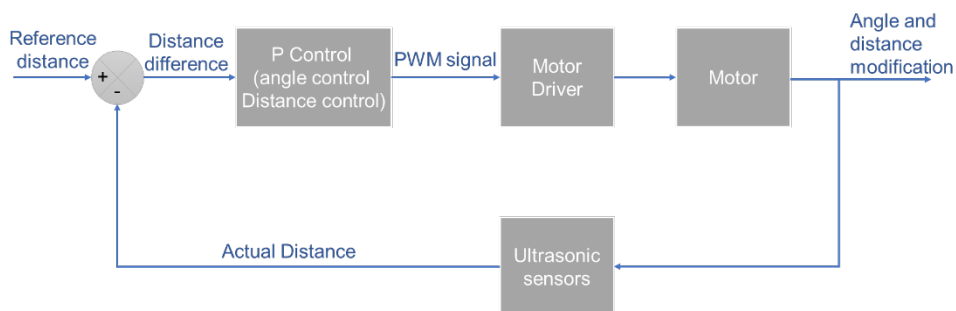 Reference
distance
+
-
Distance
difference
P Control
(angle control
Distance control)
PWM signal
Motor
Driver
Motor
Angle and
distance
modification
Actual Distance
Ultrasonic
sensors